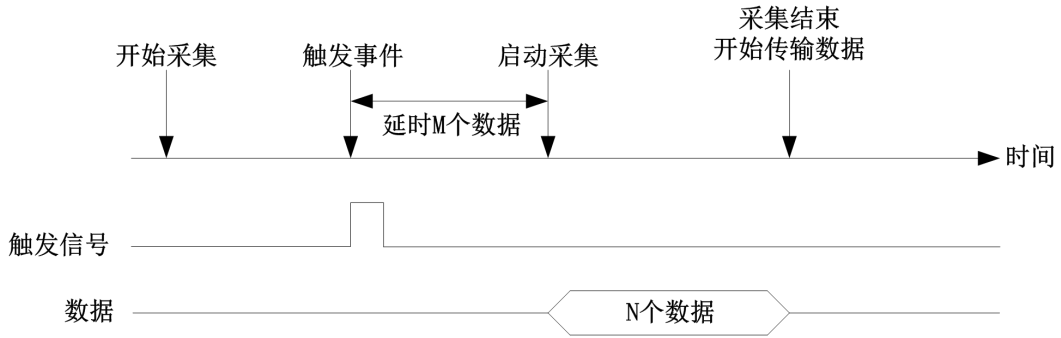 采集结束
开始采集
触发事件
启动采集
开始传输数据
延时M个数据
时间
触发信号
数据
N个数据